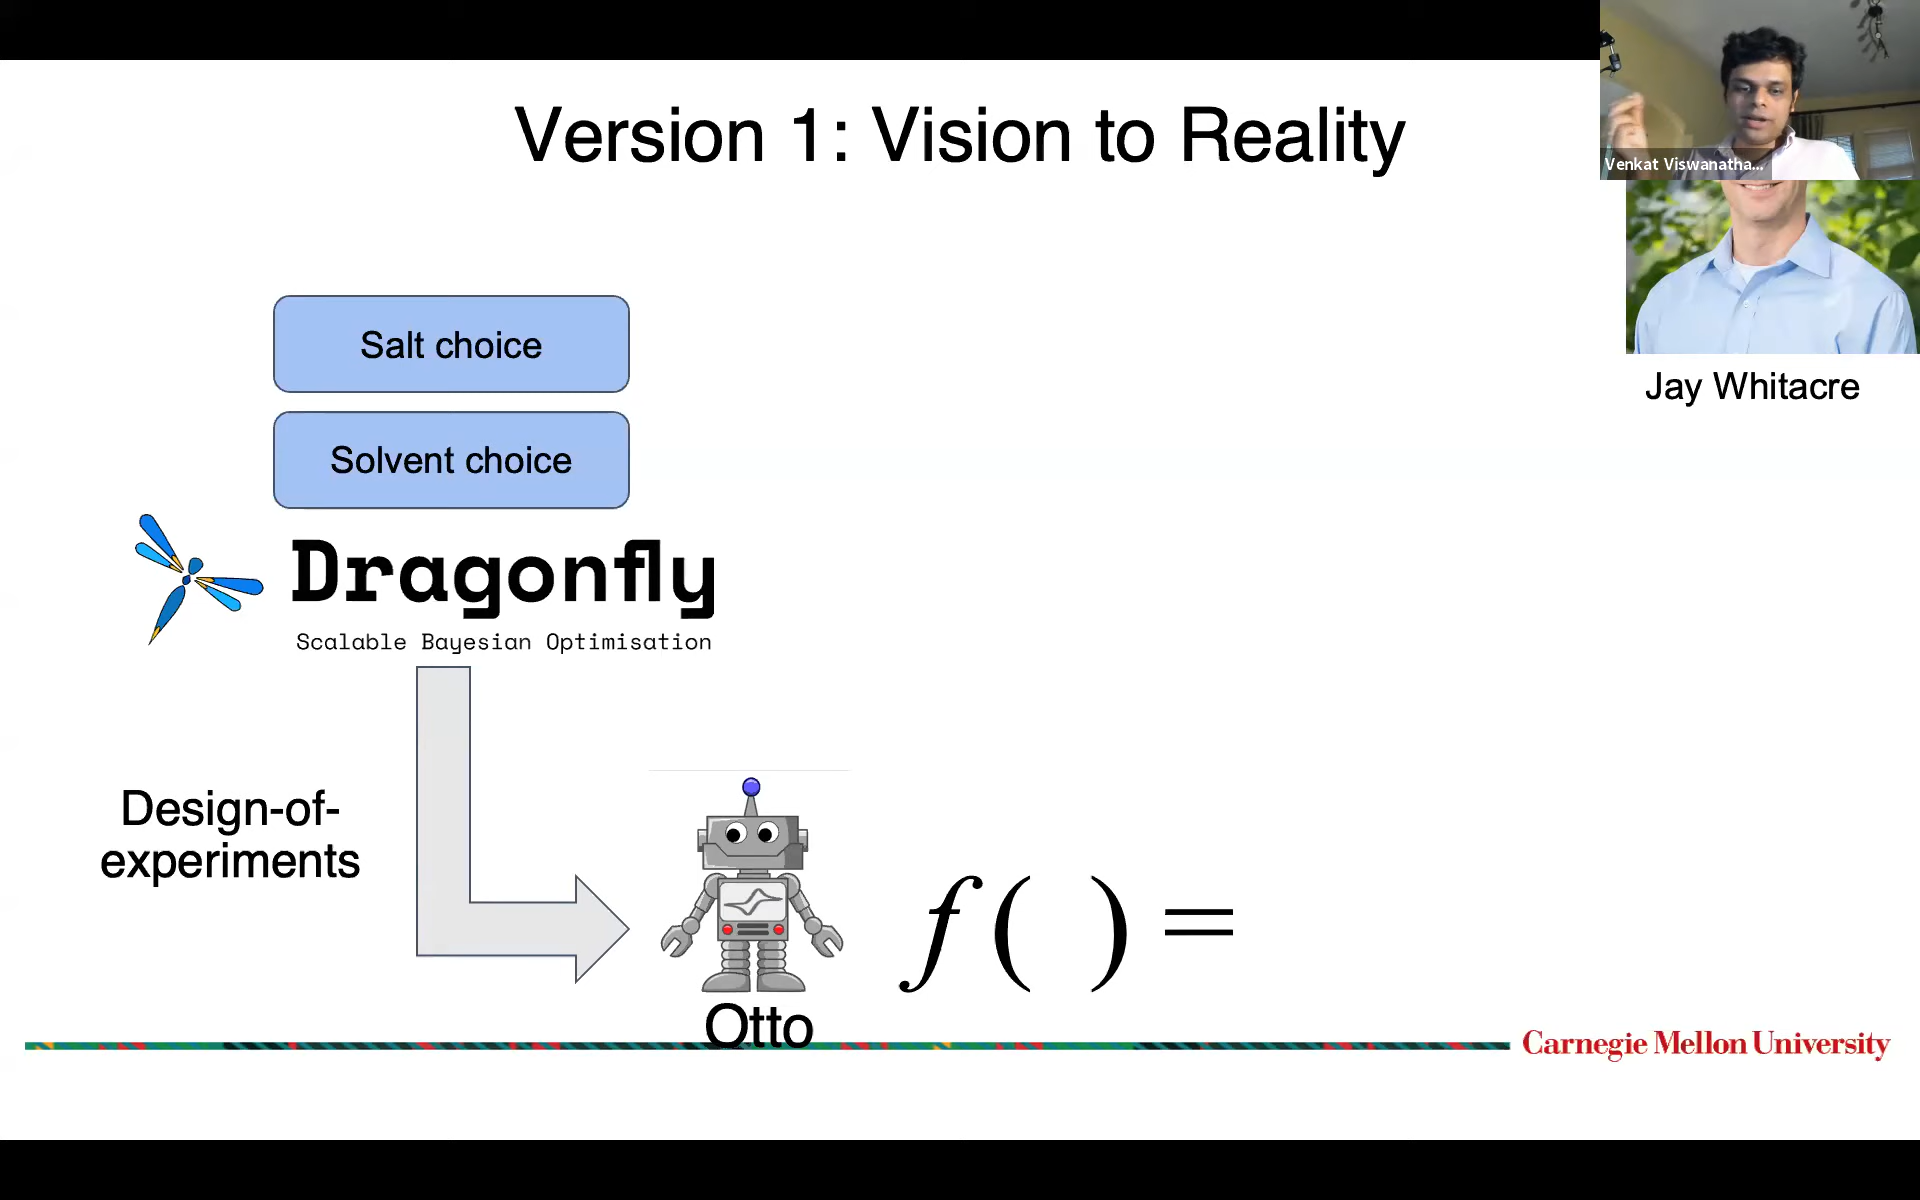 Version 1: Vision to Reality
Venkat Viswanatha...
Jay Whitacre
Salt choice
Solvent choice
Dragonfly
Scalable Bayesian Optimisation
Design-of-
experiments
f( ) =
Otto
Carnegie Mellon University